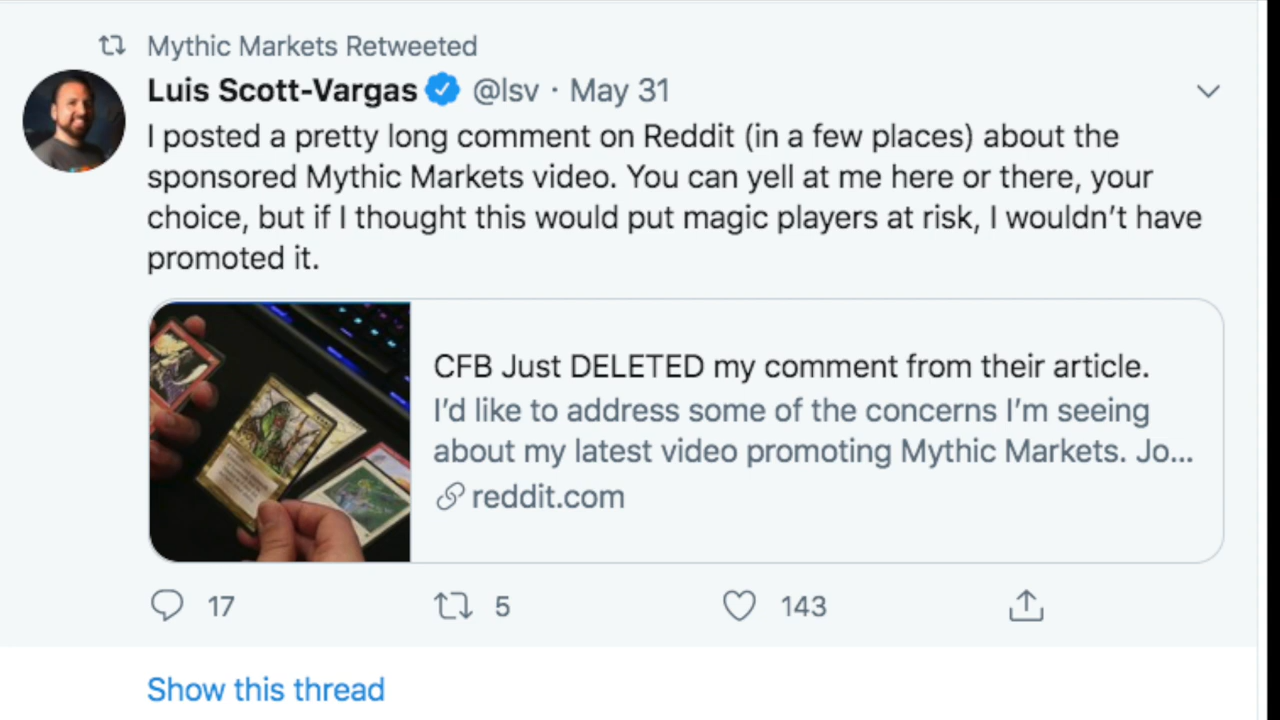 Mythic Markets Retweeted
Luis Scott-Vargas @lsv · May 31
I posted a pretty long comment on Reddit (in a few places) about the
sponsored Mythic Markets video. You can yell at me here or there, your
choice, but if I thought this would put magic players at risk, I wouldn’t have
promoted it.
CFB Just DELETED my comment from their article.
I’d like to address some of the concerns I’m seeing
about my latest video promoting Mythic Markets. Jo...
reddit.com
17 5 143
Show this thread